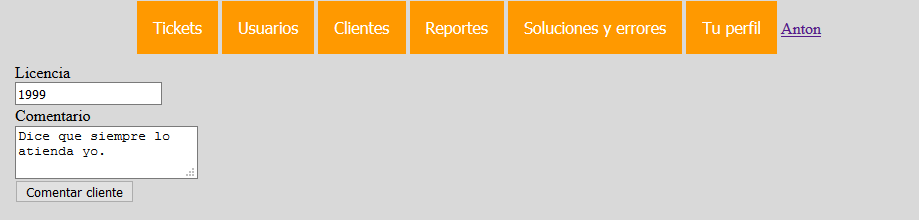 Tickets Usuarios Clientes Reportes Soluciones y errores Tu perfil Anton
Licencia
1999
Comentario
Dice que siempre lo
atienda yo.
Comentar cliente